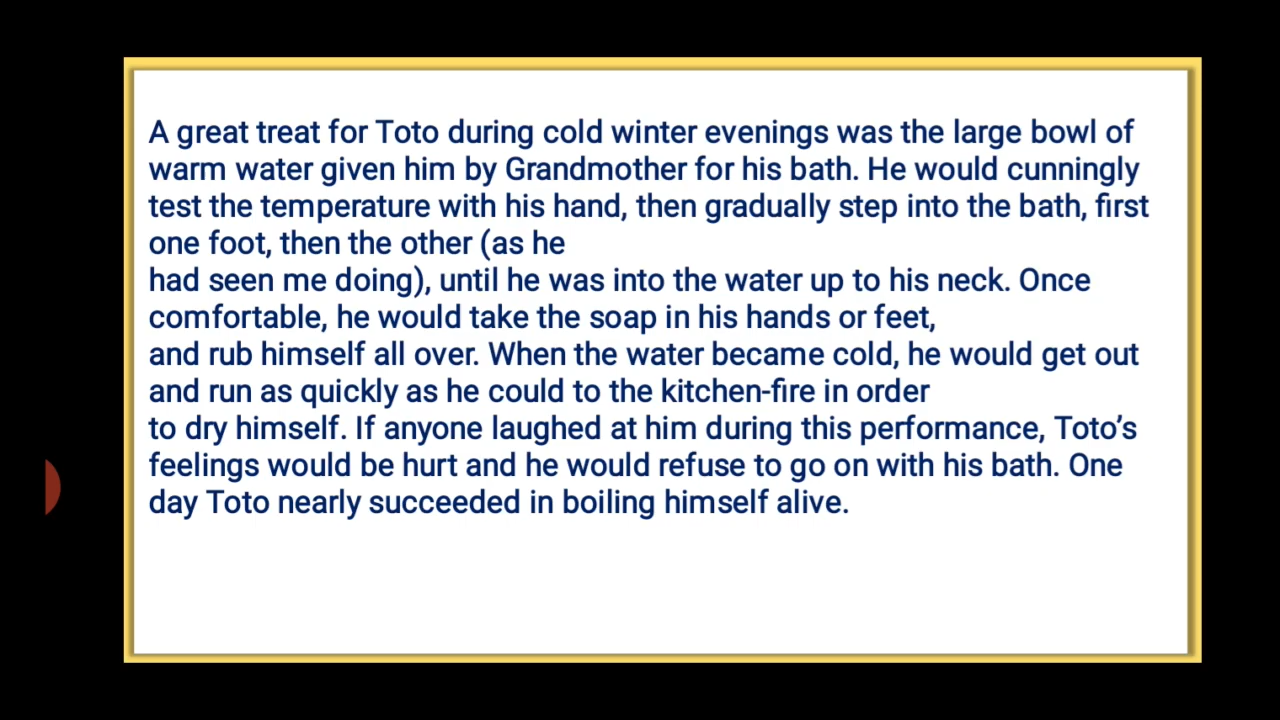 A great treat for Toto during cold winter evenings was the large bowl of
warm water given him by Grandmother for his bath. He would cunningly
test the temperature with his hand, then gradually step into the bath, first
one foot, then the other (as he
had seen me doing), until he was into the water up to his neck. Once
comfortable, he would take the soap in his hands or feet,
and rub himself all over. When the water became cold, he would get out
and run as quickly as he could to the kitchen-fire in order
to dry himself. If anyone laughed at him during this performance, Toto’s
feelings would be hurt and he would refuse to go on with his bath. One
day Toto nearly succeeded in boiling himself alive.